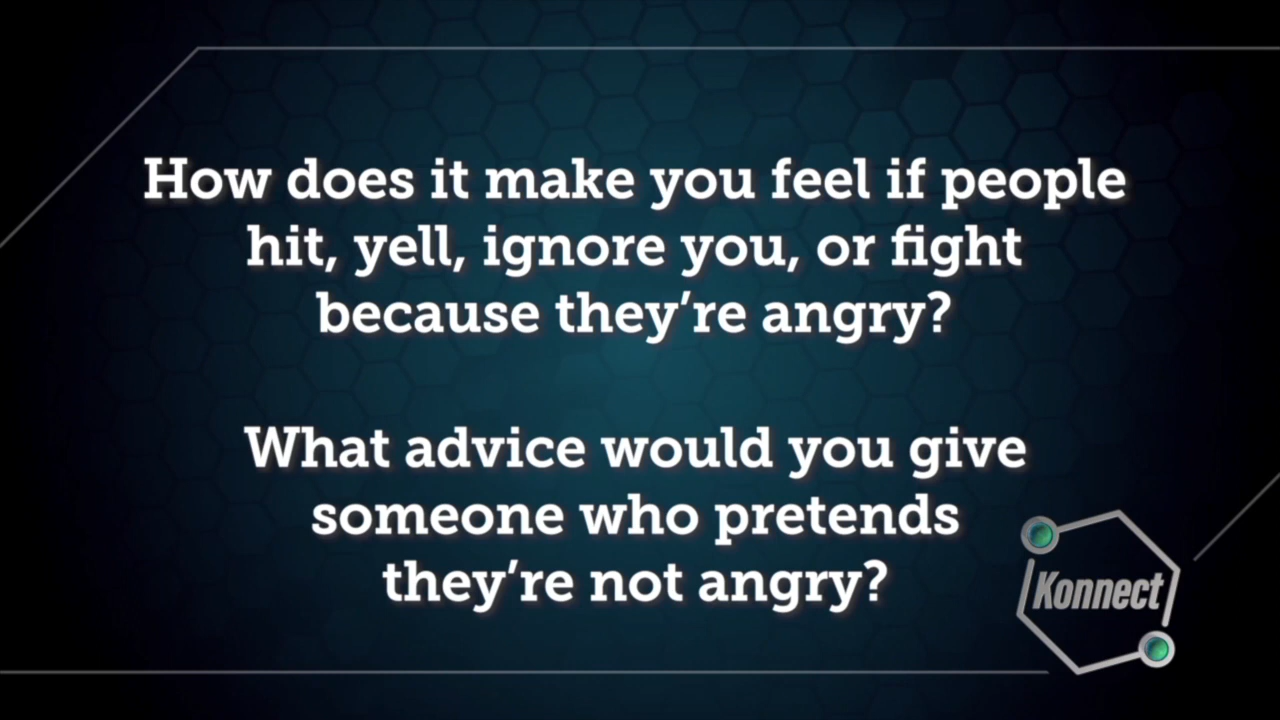 How does it make you feel if people
hit, yell, ignore you, or fight
because they’re angry?
What advice would you give
someone who pretends
they’re not angry?
Konnect